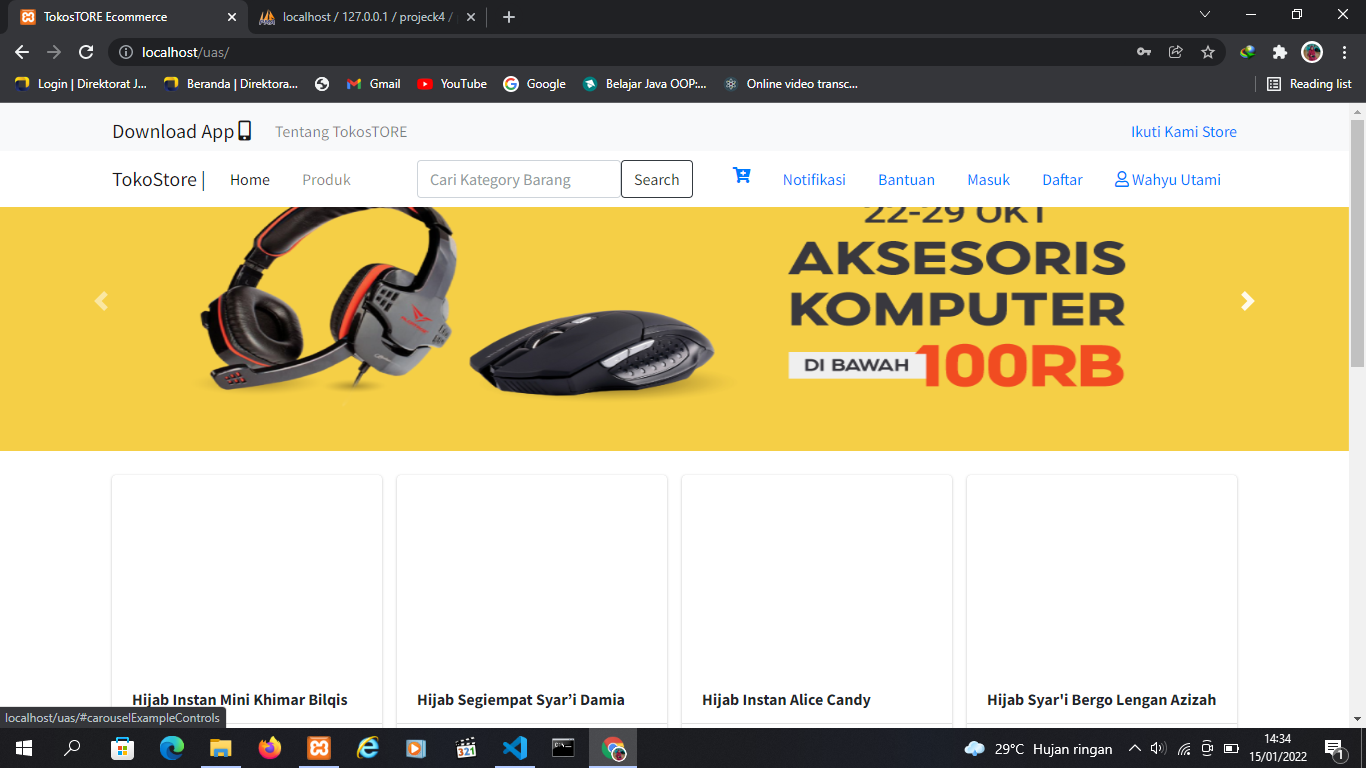 TokosTORE Ecommerce
localhost / 127.0.0.1 / projeck4 /
localhost/uas/
Login | Direktorat J...
Beranda | Direktora...
Gmail
YouTube
Google
Belajar Java OOP:...
Online video transc...
Reading list
Download App
Tentang TokosTORE
Ikuti Kami Store
TokoStore |
Home
Produk
Cari Kategory Barang
Search
Notifikasi
Bantuan
Masuk
Daftar
Wahyu Utami
22-29 OKT
AKSESORIS
KOMPUTER
DI BAWAH 100RB
Hijab Instan Mini Khimar Bilqis
Hijab Segiempat Syar’i Damia
Hijab Instan Alice Candy
Hijab Syar'i Bergo Lengan Azizah
localhost/uas/#carouselExampleControls
321
29°C Hujan ringan
14:34
15/01/2022
1